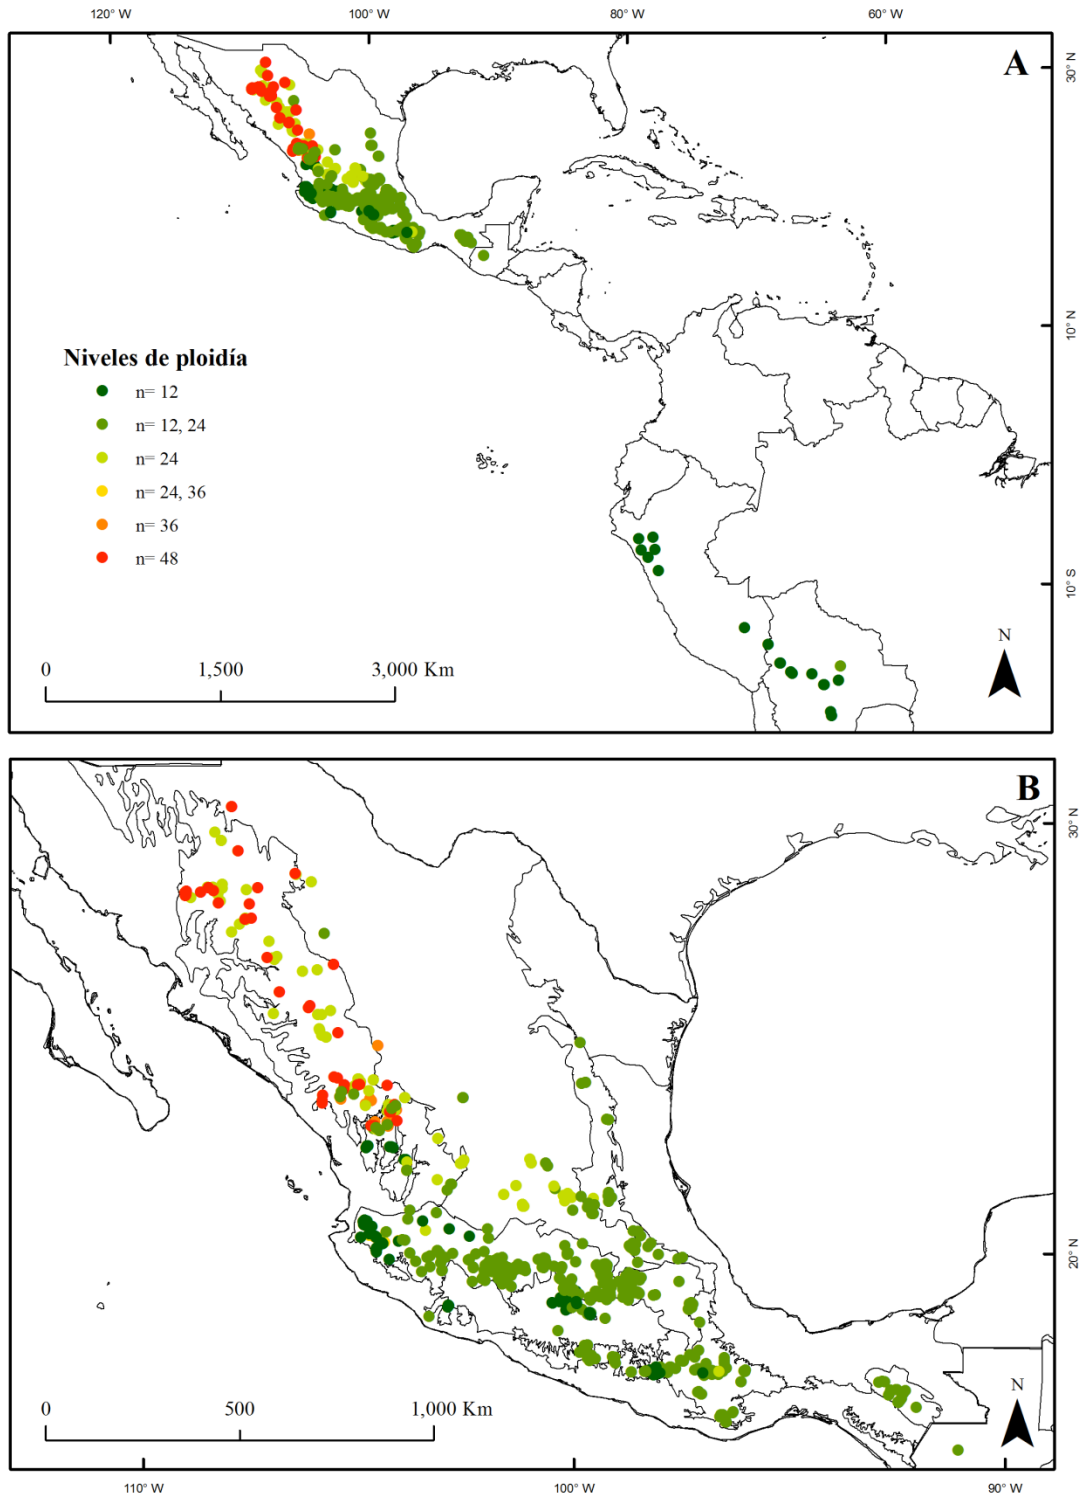 120° W 100° W 80° W 60° W
A
30° N
10° N
Niveles de ploidía
n= 12
n= 12, 24
n= 24
n= 24, 36
n= 36
n= 48
10° S
N
0 1,500 3,000 Km
B
30° N
20° N
N
0 500 1,000 Km
110° W 100° W 90° W